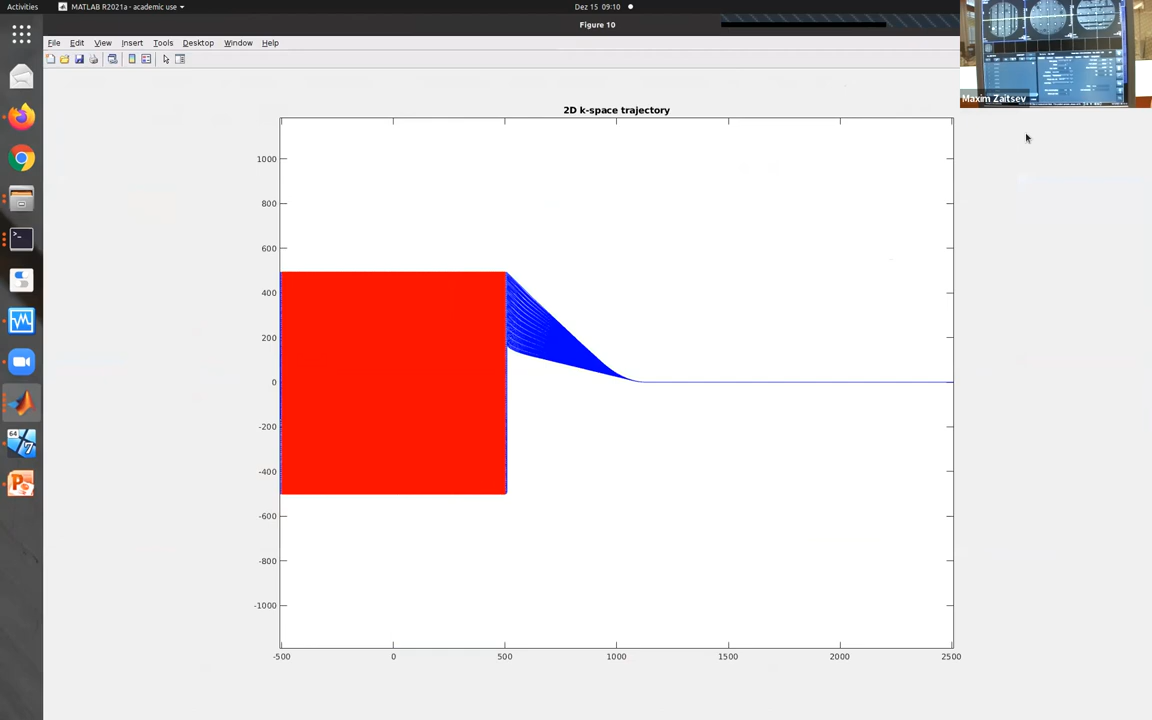 Activities
MATLAB R2021a - academic use
Dez 15 09:10
Figure 10
File Edit View Insert Tools Desktop Window Help
Maxim Zaitsev
2D k-space trajectory
1000
800
600
400
200
0
-200
-400
-600
-800
-1000
-500 0 500 1000 1500 2000 2500
64
7
P